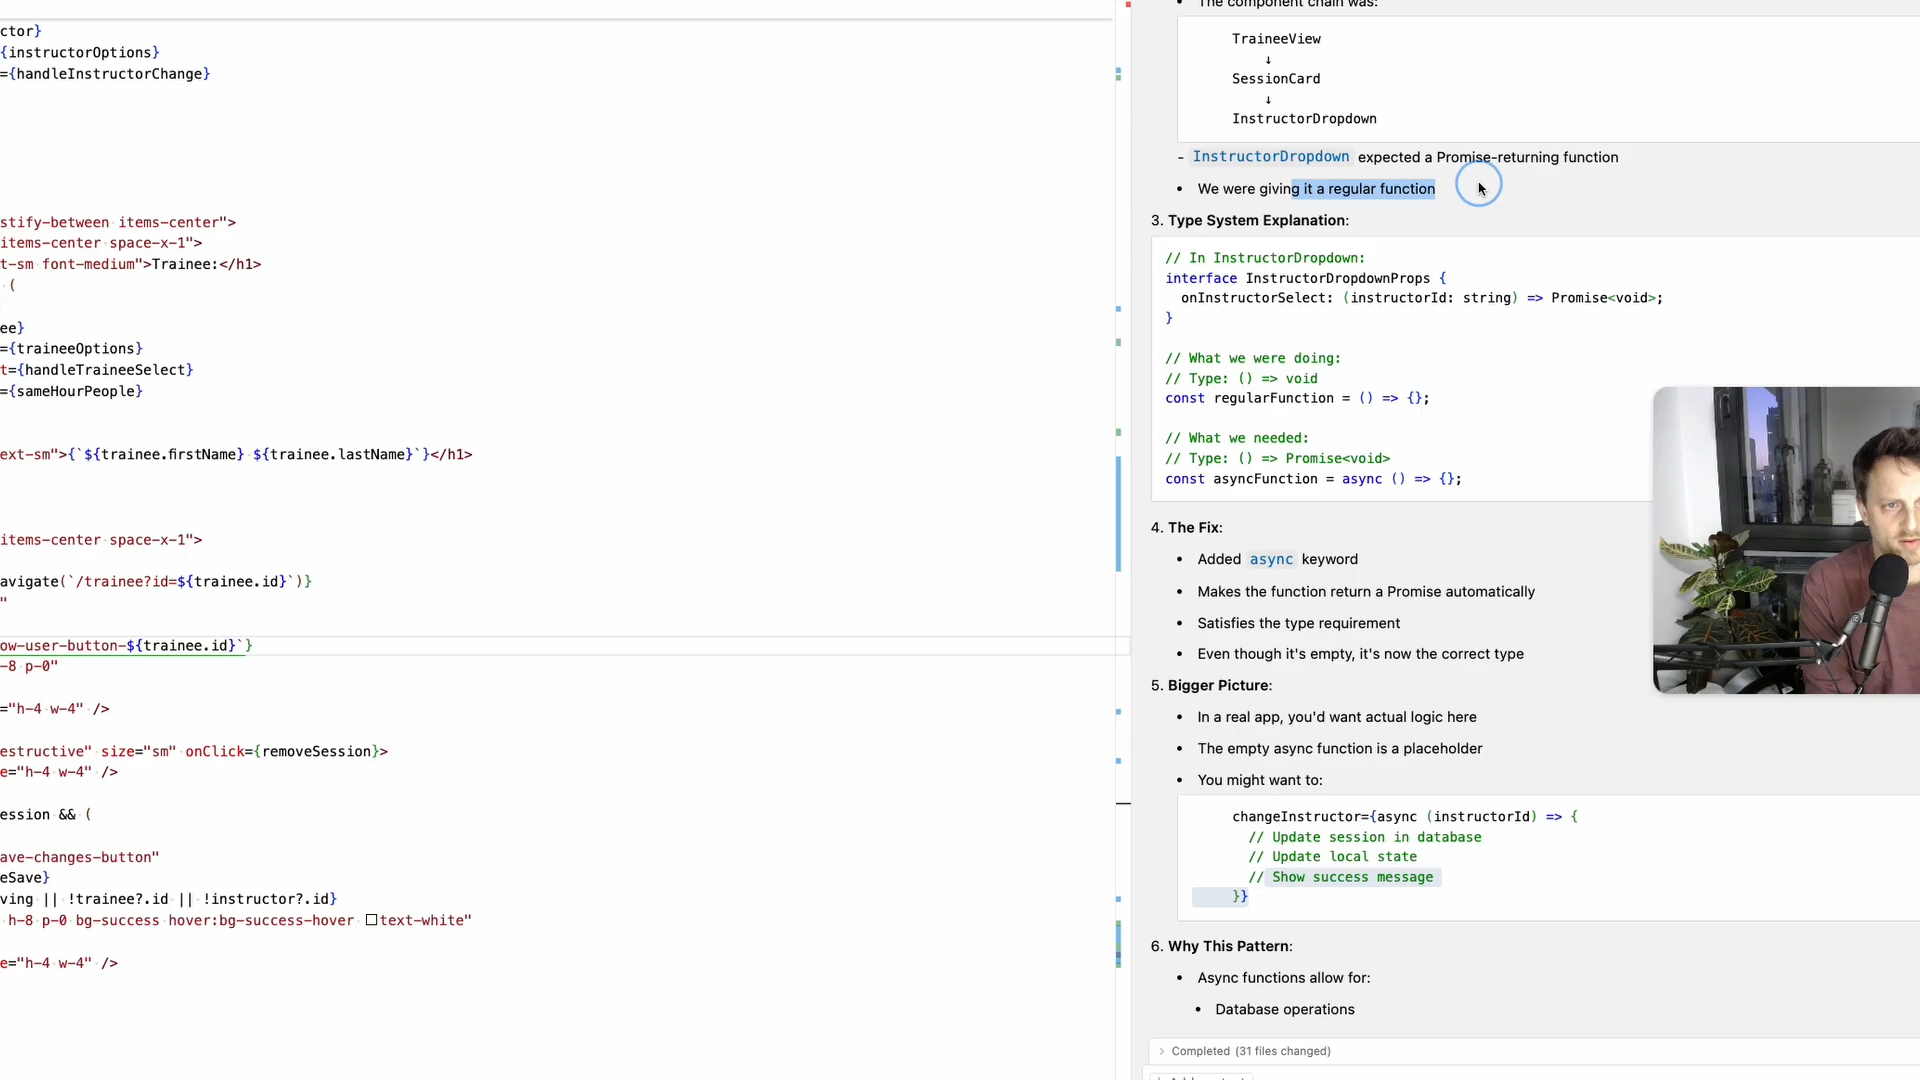 ctor}
{instructorOptions}
={handleInstructorChange}
stify-between items-center">
items-center space-x-1">
t-sm font-medium">Trainee:</h1>
(
ee}
={traineeOptions}
t={handleTraineeSelect}
={sameHourPeople}
ext-sm">{`${trainee.firstName} ${trainee.lastName}`}</h1>
items-center space-x-1">
avigate(`/trainee?id=${trainee.id}`)}
"
ow-user-button-${trainee.id}`}
-8 p-0"
="h-4 w-4" />
estructive" size="sm" onClick={removeSession}>
e="h-4 w-4" />
ession && (
ave-changes-button"
eSave}
ving || !trainee?.id || !instructor?.id}
h-8 p-0 bg-success hover:bg-success-hover text-white"
e="h-4 w-4" />
• The component chain was:
TraineeView
↓
SessionCard
↓
InstructorDropdown
- InstructorDropdown expected a Promise-returning function
• We were giving it a regular function
3. Type System Explanation:
// In InstructorDropdown:
interface InstructorDropdownProps {
onInstructorSelect: (instructorId: string) => Promise<void>;
}
// What we were doing:
// Type: () => void
const regularFunction = () => {};
// What we needed:
// Type: () => Promise<void>
const asyncFunction = async () => {};
4. The Fix:
• Added async keyword
• Makes the function return a Promise automatically
• Satisfies the type requirement
• Even though it's empty, it's now the correct type
5. Bigger Picture:
• In a real app, you'd want actual logic here
• The empty async function is a placeholder
• You might want to:
changeInstructor={async (instructorId) => {
// Update session in database
// Update local state
// Show success message
}}
6. Why This Pattern:
• Async functions allow for:
• Database operations
> Completed (31 files changed)